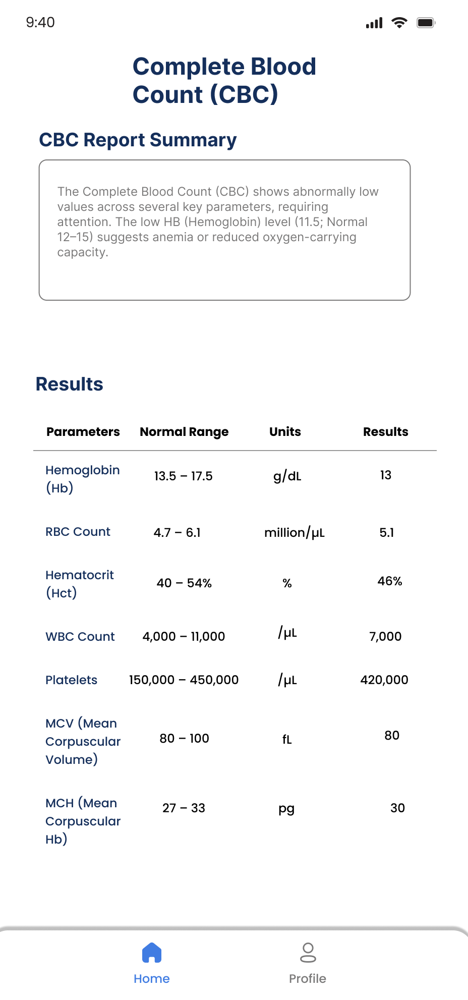 9:40
Complete Blood
Count (CBC)
CBC Report Summary
The Complete Blood Count (CBC) shows abnormally low
values across several key parameters, requiring
attention. The low HB (Hemoglobin) level (11.5; Normal
12–15) suggests anemia or reduced oxygen-carrying
capacity.
Results
Parameters Normal Range Units Results
Hemoglobin
(Hb) 13.5 – 17.5 g/dL 13
RBC Count 4.7 – 6.1 million/µL 5.1
Hematocrit
(Hct) 40 – 54% % 46%
WBC Count 4,000 – 11,000 /µL 7,000
Platelets 150,000 – 450,000 /µL 420,000
MCV (Mean
Corpuscular 80 – 100 fL 80
Volume)
MCH (Mean 27 – 33 pg 30
Corpuscular
Hb)
Home Profile